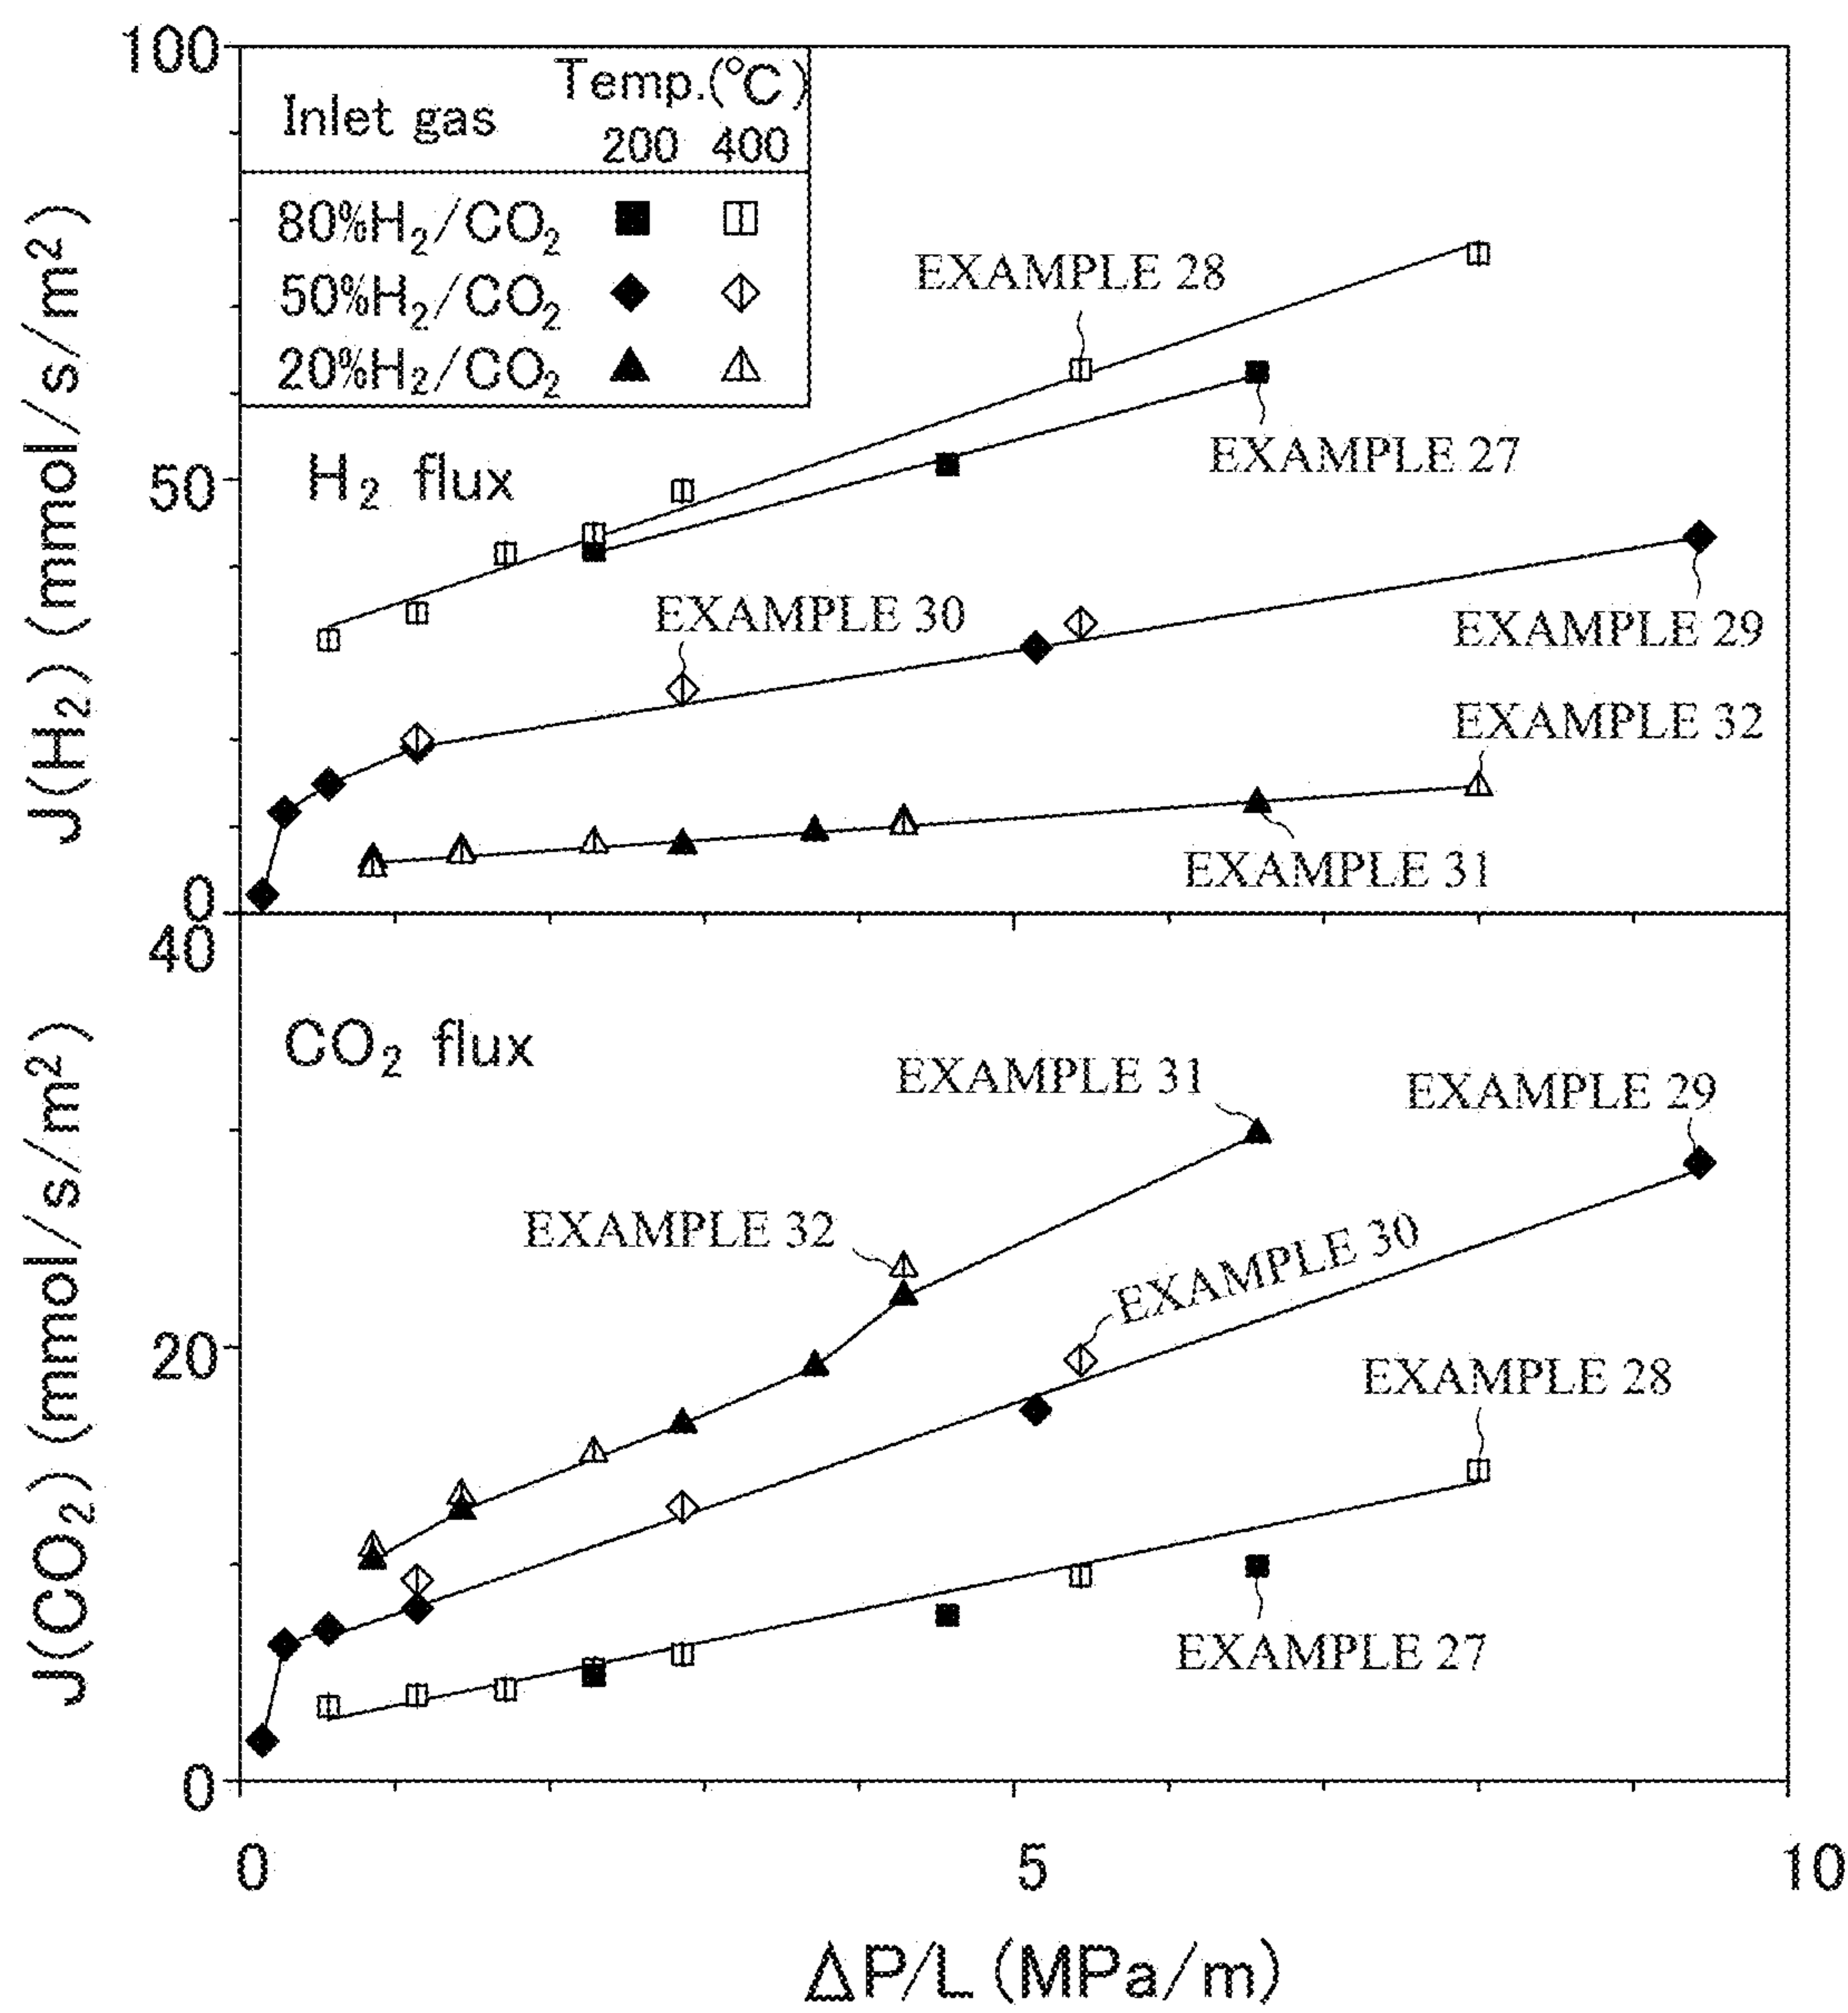 100
Temp.(°C)
Inlet gas
200 400
80%H₂/CO₂
50%H₂/CO₂
20%H₂/CO₂
EXAMPLE 28
EXAMPLE 27
50
H₂ flux
EXAMPLE 30
EXAMPLE 29
EXAMPLE 32
EXAMPLE 31
0
J(H₂) (mmol/s/m²)
40
CO₂ flux
EXAMPLE 31
EXAMPLE 29
EXAMPLE 32
EXAMPLE 30
20
EXAMPLE 28
EXAMPLE 27
0
J(CO₂) (mmol/s/m²)
0 5 10
ΔP/L (MPa/m)